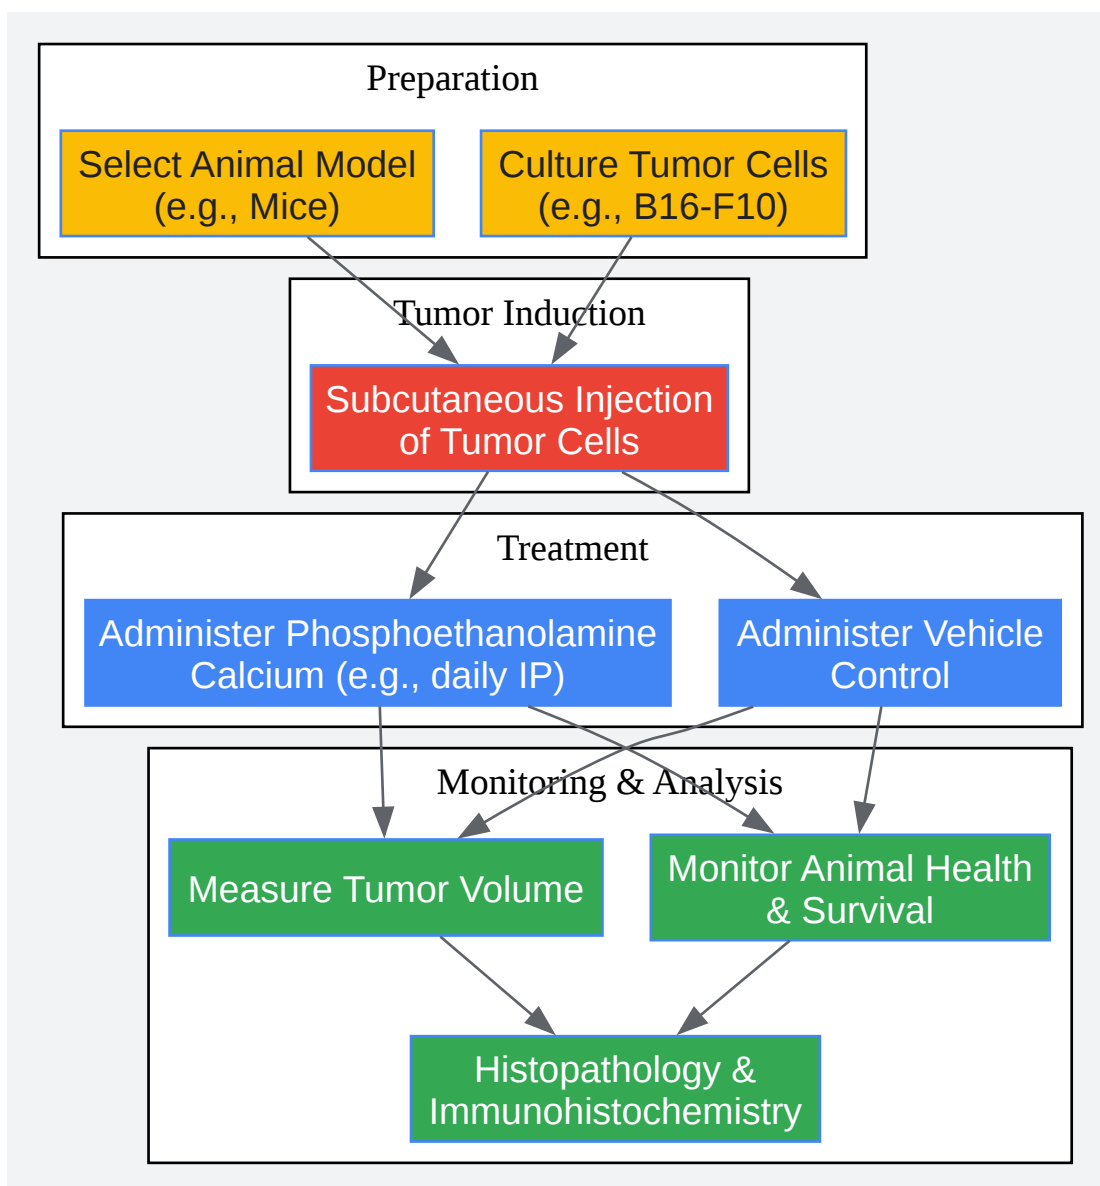 Preparation
Select Animal Model
(e.g., Mice)
Culture Tumor Cells
(e.g., B16-F10)
Tumor Induction
Subcutaneous Injection
of Tumor Cells
Treatment
Administer Phosphoethanolamine
Calcium (e.g., daily IP)
Administer Vehicle
Control
Monitoring & Analysis
Measure Tumor Volume
Monitor Animal Health
& Survival
Histopathology &
Immunohistochemistry